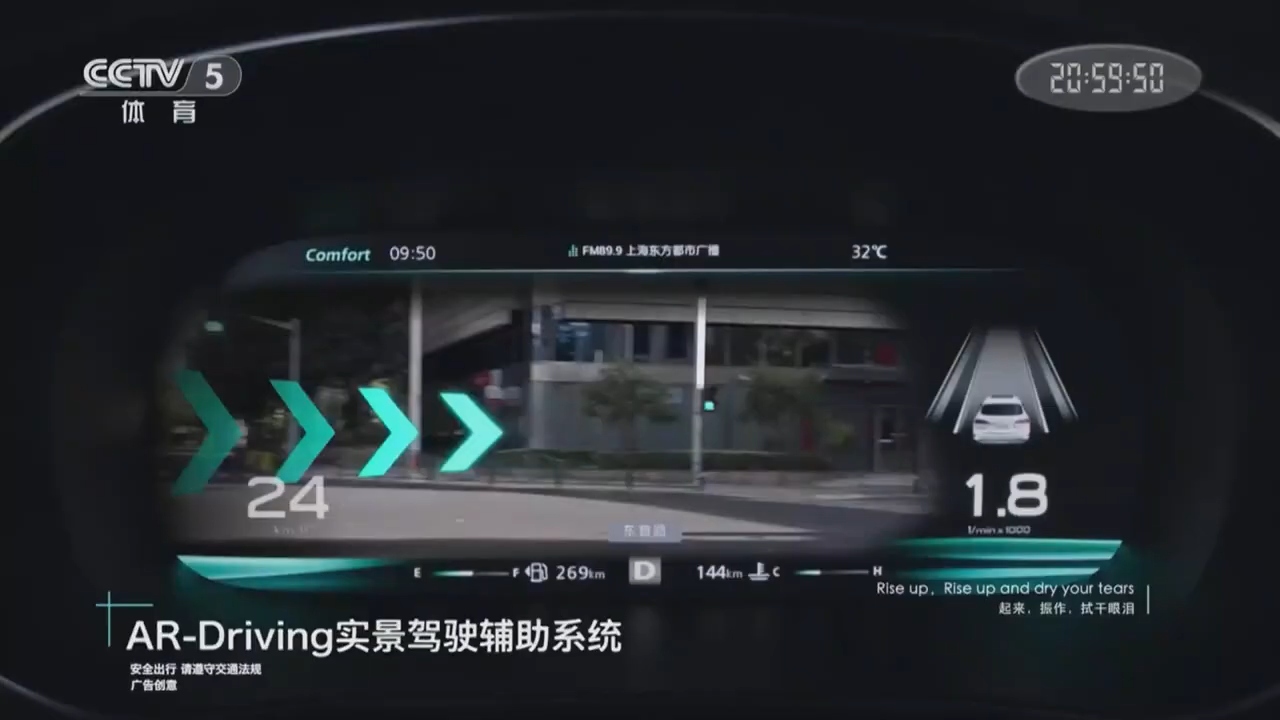 CCTV 5
体育
20:59:50
Comfort 09:50
FM89.9 上海东方都市广播
32℃
24
1.8
1/min x 1000
E F 269km D 144km C H
Rise up, Rise up and dry your tears
起来，振作，拭干眼泪
AR-Driving实景驾驶辅助系统
安全出行 请遵守交通法规
广告创意